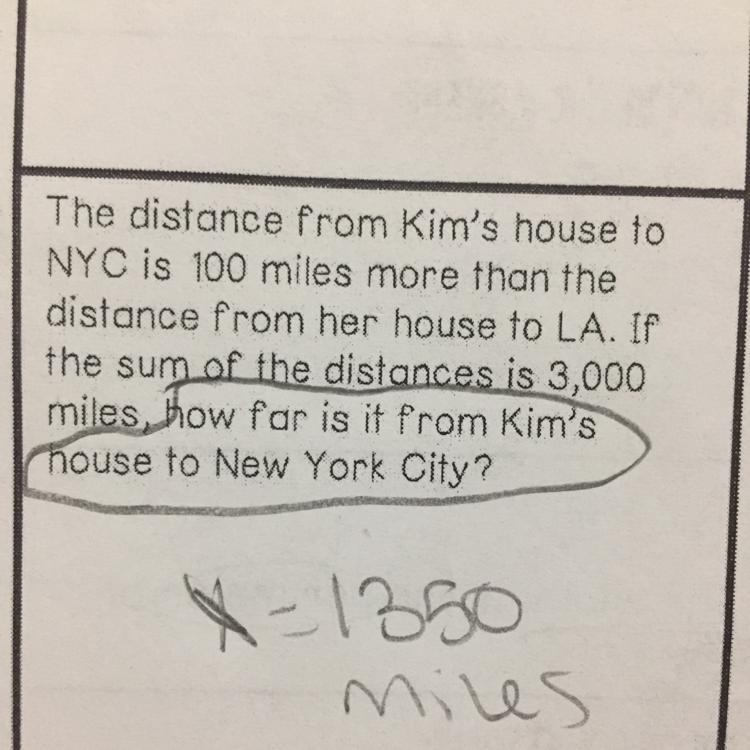 The distance from Kim's house to
NYC is 100 miles more than the
distance from her house to LA. If
the sum of the distances is 3,000
miles, how far is it from Kim's
house to New York City?
X = 1350
miles